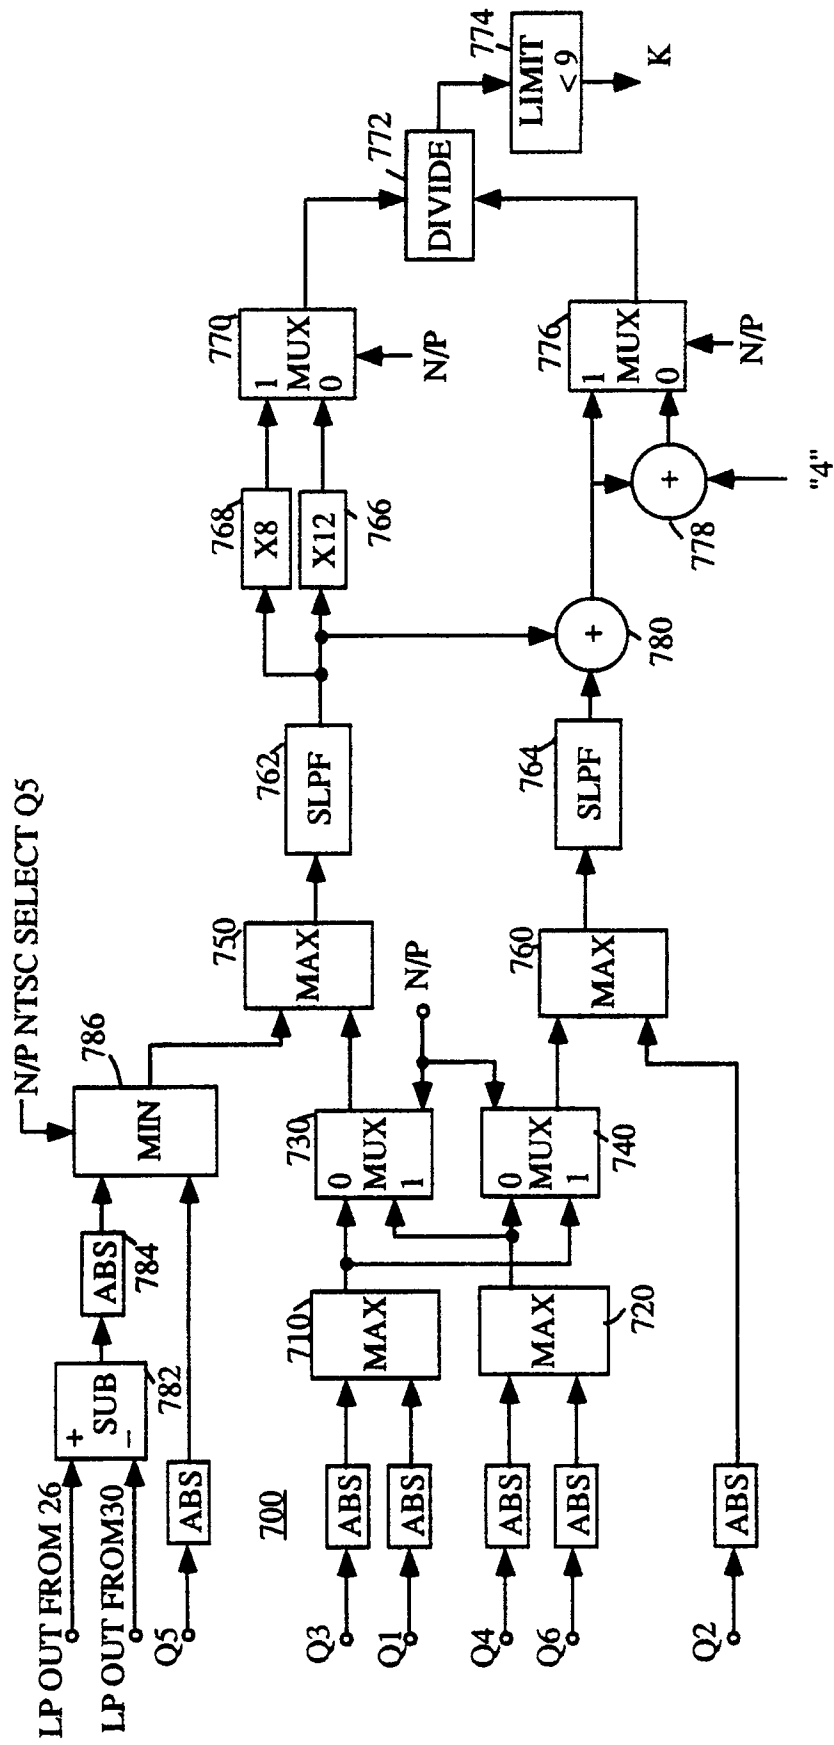 N/P NTSC SELECT Q5
LP OUT FROM 26
LP OUT FROM30
+
−
SUB
782
ABS
784
MIN
786
Q5
ABS
700
Q3
ABS
Q1
ABS
Q4
ABS
Q6
ABS
Q2
ABS
710
MAX
MAX
720
730
0
MUX
1
0
MUX
1
740
N/P
750
MAX
760
MAX
762
SLPF
764
SLPF
768
X8
X12
766
+
780
+
778
"4"
770
1
MUX
0
N/P
776
1
MUX
0
N/P
772
DIVIDE
774
LIMIT
< 9
K